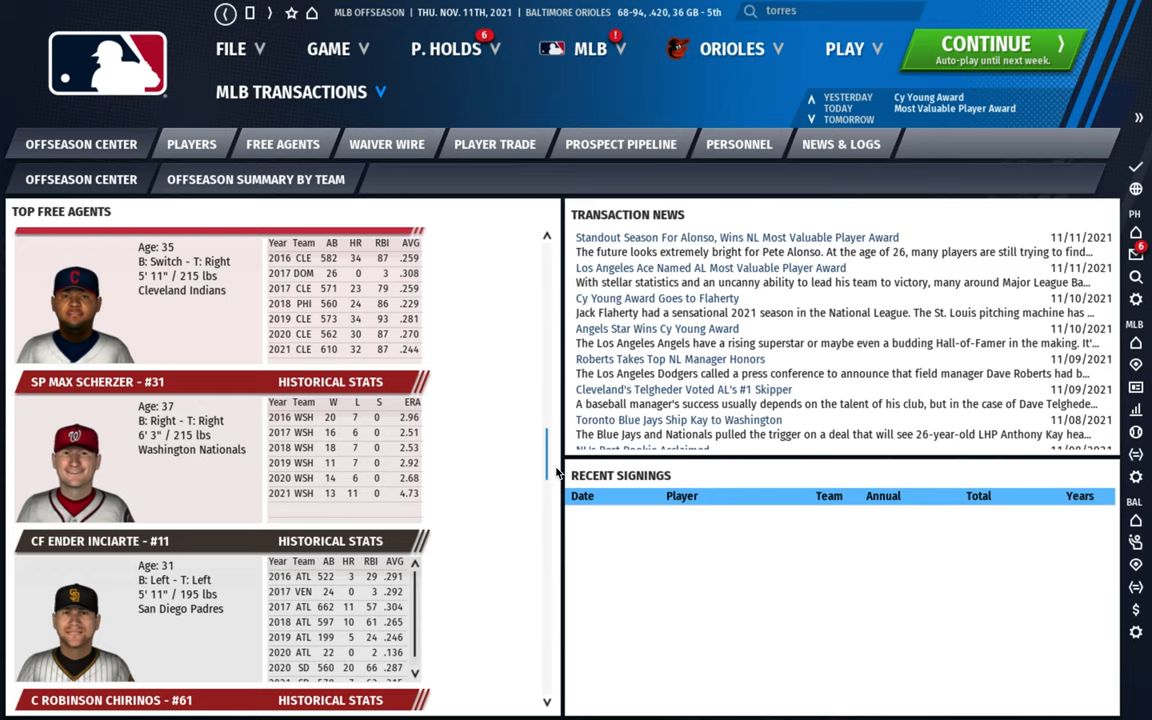 MLB OFFSEASON | THU. NOV. 11TH, 2021 | BALTIMORE ORIOLES 68-94, .420, 36 GB - 5th
torres
FILE GAME P. HOLDS 6 MLB ! ORIOLES PLAY
CONTINUE
Auto-play until next week.
MLB TRANSACTIONS
YESTERDAY Cy Young Award
TODAY Most Valuable Player Award
TOMORROW
OFFSEASON CENTER PLAYERS FREE AGENTS WAIVER WIRE PLAYER TRADE PROSPECT PIPELINE PERSONNEL NEWS & LOGS
OFFSEASON CENTER OFFSEASON SUMMARY BY TEAM
TOP FREE AGENTS
Age: 35
B: Switch - T: Right
5' 11" / 215 lbs
Cleveland Indians
Year Team AB HR RBI AVG
2016 CLE 582 34 87 .259
2017 DOM 26 0 3 .308
2017 CLE 571 23 79 .259
2018 PHI 560 24 86 .229
2019 CLE 573 34 93 .281
2020 CLE 562 30 87 .270
2021 CLE 610 32 87 .244
SP MAX SCHERZER - #31 HISTORICAL STATS
Age: 37
B: Right - T: Right
6' 3" / 215 lbs
Washington Nationals
Year Team W L S ERA
2016 WSH 20 7 0 2.96
2017 WSH 16 6 0 2.51
2018 WSH 18 7 0 2.53
2019 WSH 11 7 0 2.92
2020 WSH 14 6 0 2.68
2021 WSH 13 11 0 4.73
CF ENDER INCIARTE - #11 HISTORICAL STATS
Age: 31
B: Left - T: Left
5' 11" / 195 lbs
San Diego Padres
Year Team AB HR RBI AVG
2016 ATL 522 3 29 .291
2017 VEN 24 0 3 .292
2017 ATL 662 11 57 .304
2018 ATL 597 10 61 .265
2019 ATL 199 5 24 .246
2020 ATL 22 0 2 .136
2020 SD 560 20 66 .287
C ROBINSON CHIRINOS - #61 HISTORICAL STATS
TRANSACTION NEWS
Standout Season For Alonso, Wins NL Most Valuable Player Award 11/11/2021
The future looks extremely bright for Pete Alonso. At the age of 26, many players are still trying to find...
Los Angeles Ace Named AL Most Valuable Player Award 11/11/2021
With stellar statistics and an uncanny ability to lead his team to victory, many around Major League Ba...
Cy Young Award Goes to Flaherty 11/10/2021
Jack Flaherty had a sensational 2021 season in the National League. The St. Louis pitching machine has ...
Angels Star Wins Cy Young Award 11/10/2021
The Los Angeles Angels have a rising superstar or maybe even a budding Hall-of-Famer in the making. It'...
Roberts Takes Top NL Manager Honors 11/09/2021
The Los Angeles Dodgers called a press conference to announce that field manager Dave Roberts had b...
Cleveland's Telgheder Voted AL's #1 Skipper 11/09/2021
A baseball manager's success usually depends on the talent of his club, but in the case of Dave Telghede...
Toronto Blue Jays Ship Kay to Washington 11/08/2021
The Blue Jays and Nationals pulled the trigger on a deal that will see 26-year-old LHP Anthony Kay hea...
RECENT SIGNINGS
Date Player Team Annual Total Years
PH
6
MLB
BAL